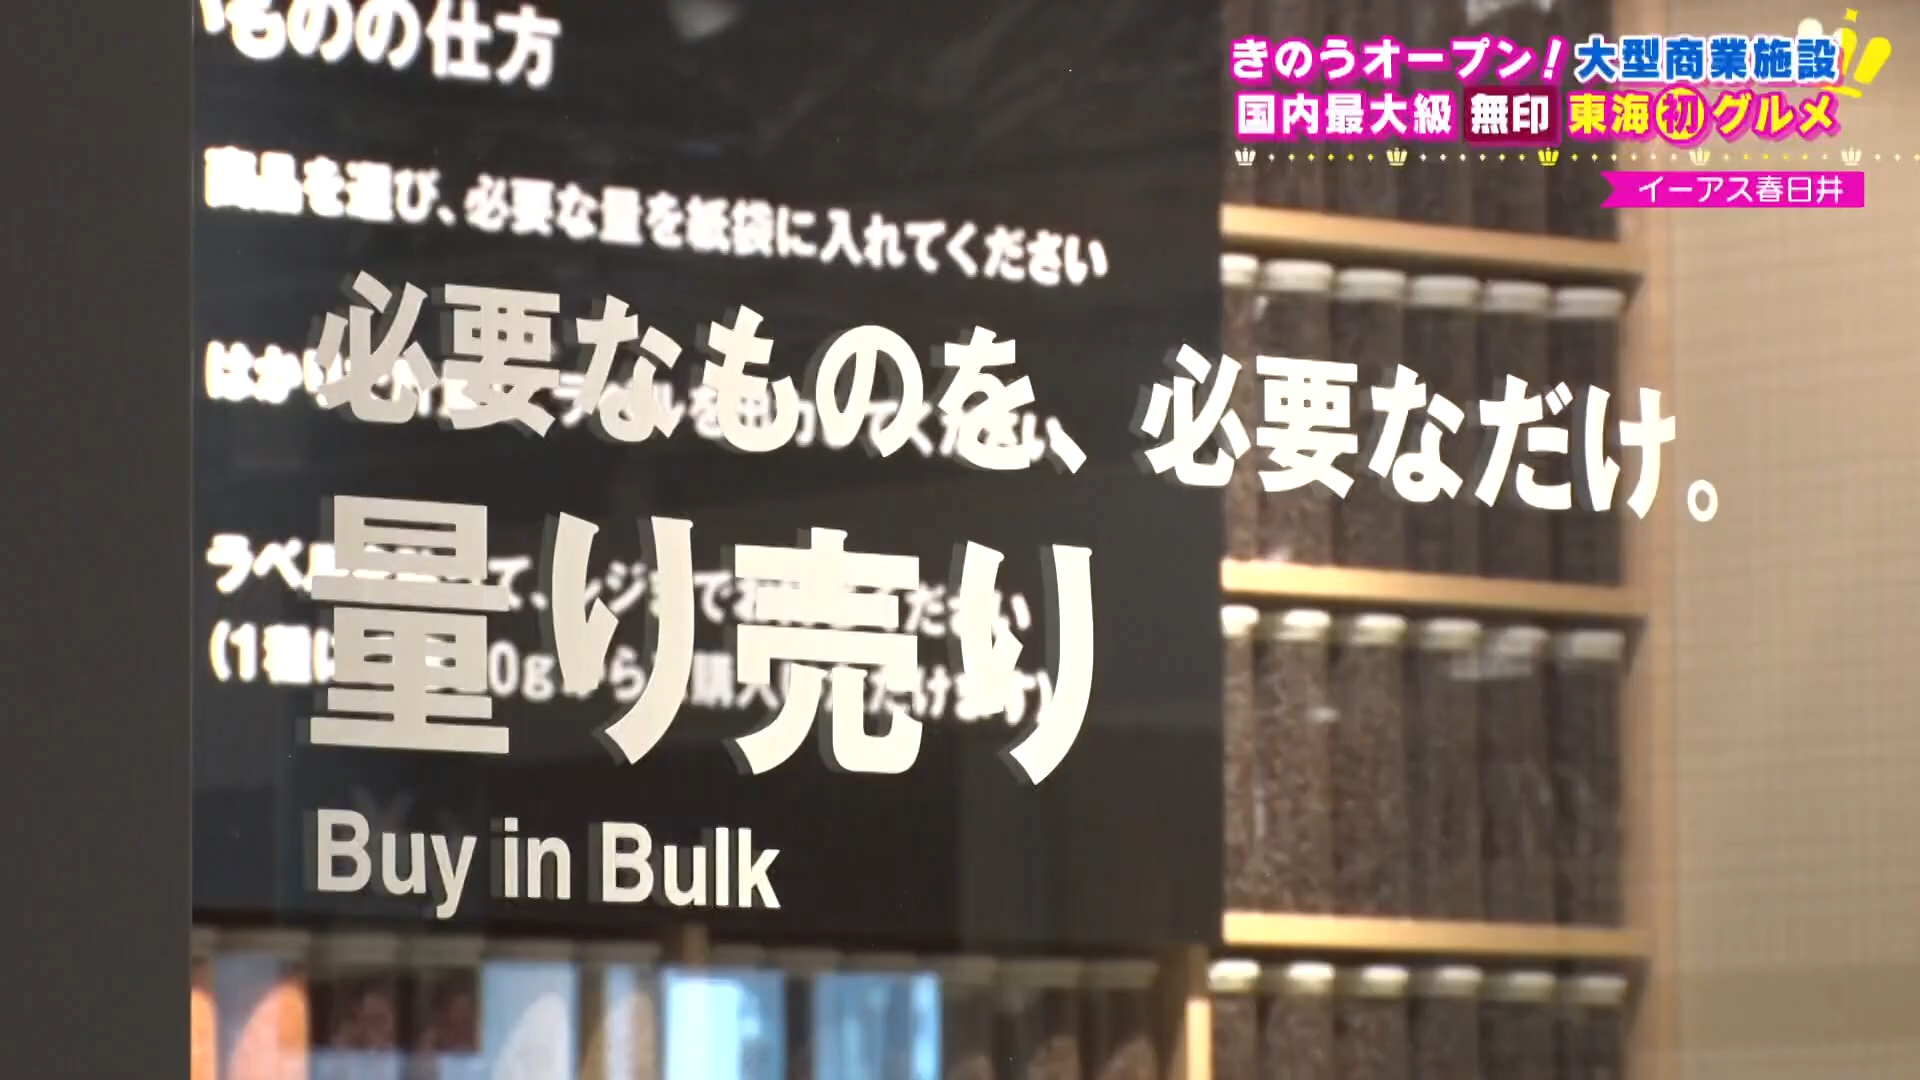 きのうオープン！大型商業施設
国内最大級 無印 東海初グルメ
イーアス春日井
いものの仕方
商品を選び、必要な量を紙袋に入れてください
必要なものを、必要なだけ。
量り売り
Buy in Bulk